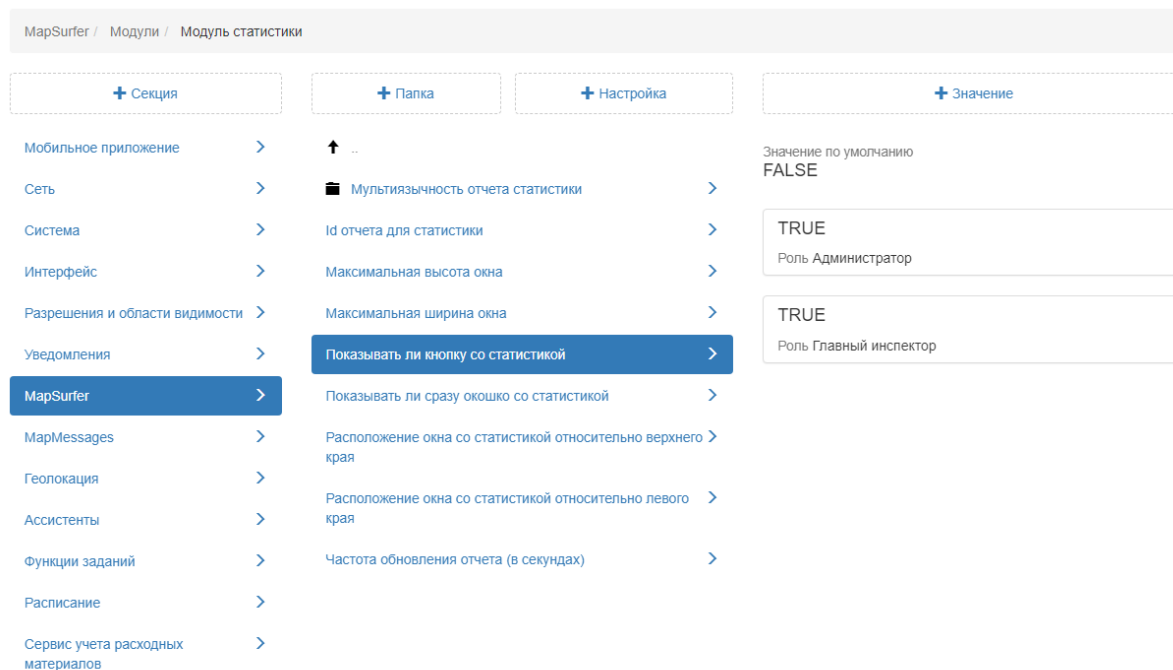 MapSurfer / Модули / Модуль статистики
+ Секция
+ Папка
+ Настройка
+ Значение
Мобильное приложение
Сеть
Система
Интерфейс
Разрешения и области видимости
Уведомления
MapSurfer
MapMessages
Геолокация
Ассистенты
Функции заданий
Расписание
Сервис учета расходных
материалов
..
Мультиязычность отчета статистики
Id отчета для статистики
Максимальная высота окна
Максимальная ширина окна
Показывать ли кнопку со статистикой
Показывать ли сразу окошко со статистикой
Расположение окна со статистикой относительно верхнего
края
Расположение окна со статистикой относительно левого
края
Частота обновления отчета (в секундах)
Значение по умолчанию
FALSE
TRUE
Роль Администратор
TRUE
Роль Главный инспектор